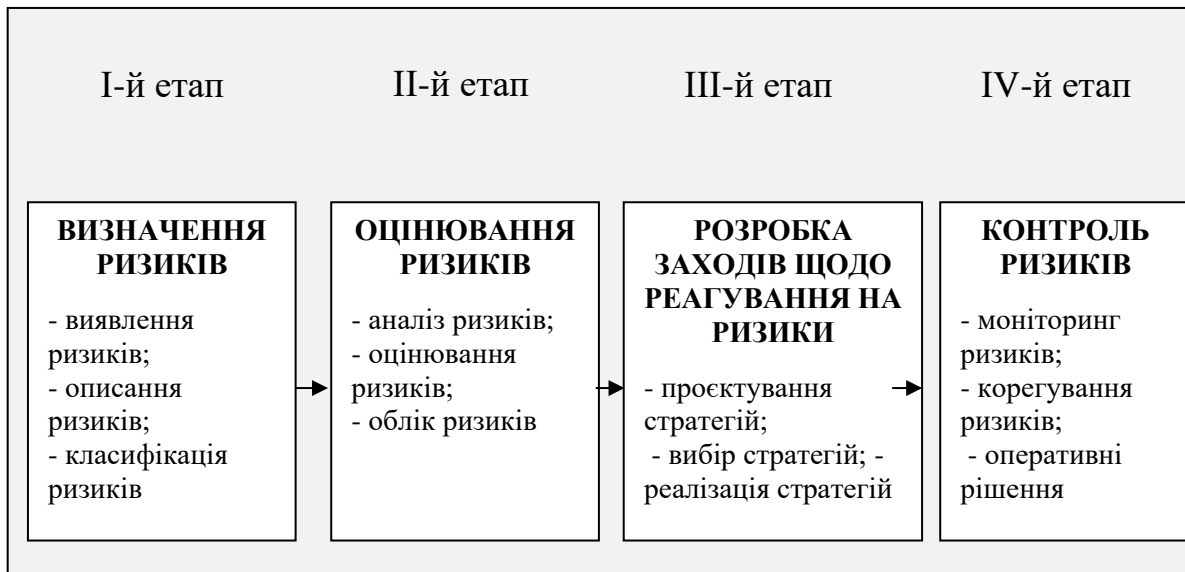 І-й етап
ІІ-й етап
ІІІ-й етап
IV-й етап
ВИЗНАЧЕННЯ
РИЗИКІВ
- виявлення
ризиків;
- описання
ризиків;
- класифікація
ризиків
ОЦІНЮВАННЯ
РИЗИКІВ
- аналіз ризиків;
- оцінювання
ризиків;
- облік ризиків
РОЗРОБКА
ЗАХОДІВ ЩОДО
РЕАГУВАННЯ НА
РИЗИКИ
- проєктування
стратегій;
- вибір стратегій; -
реалізація стратегій
КОНТРОЛЬ
РИЗИКІВ
- моніторинг
ризиків;
- корегування
ризиків;
- оперативні
рішення